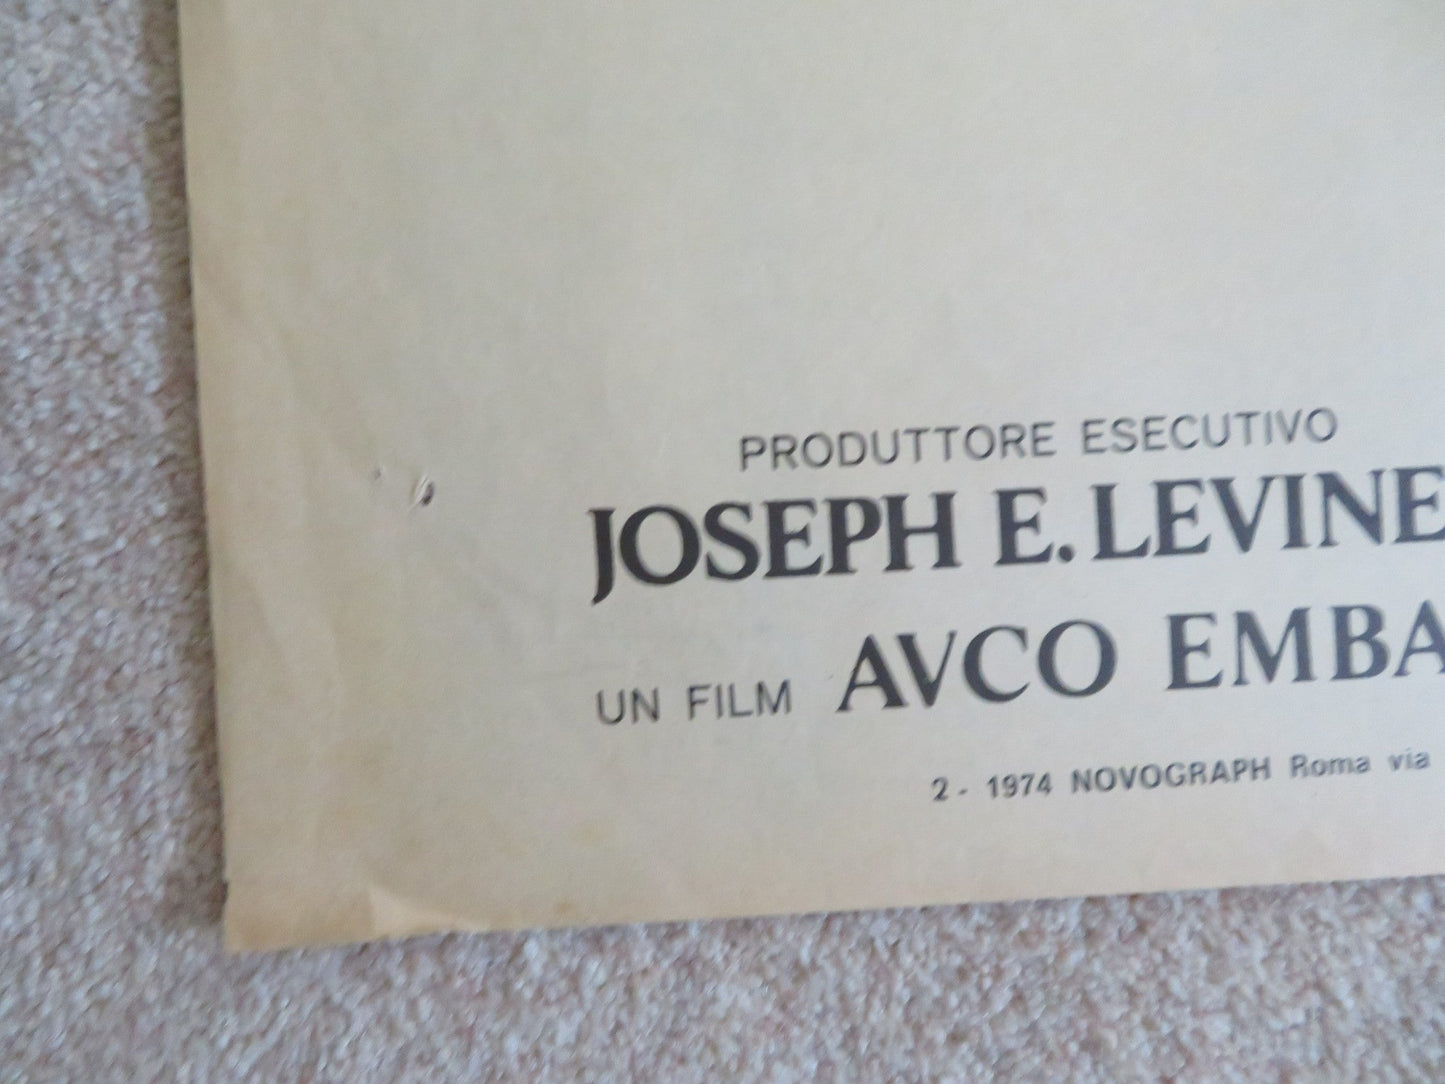 PRODUTTORE ESECUTIVO
JOSEPH E. LEVINE
UN FILM AVCO EMBA
2 - 1974 NOVOGRAPH Roma via